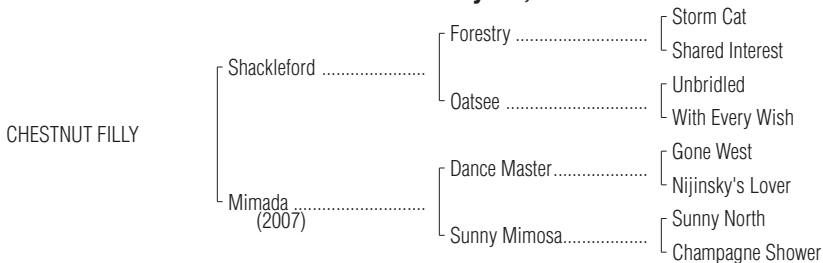 Storm Cat
Forestry ............................
Shared Interest
Shackleford ......................
Unbridled
Oatsee ..............................
With Every Wish
CHESTNUT FILLY
Gone West
Dance Master....................
Nijinsky's Lover
Mimada ............................
(2007)
Sunny North
Sunny Mimosa..................
Champagne Shower